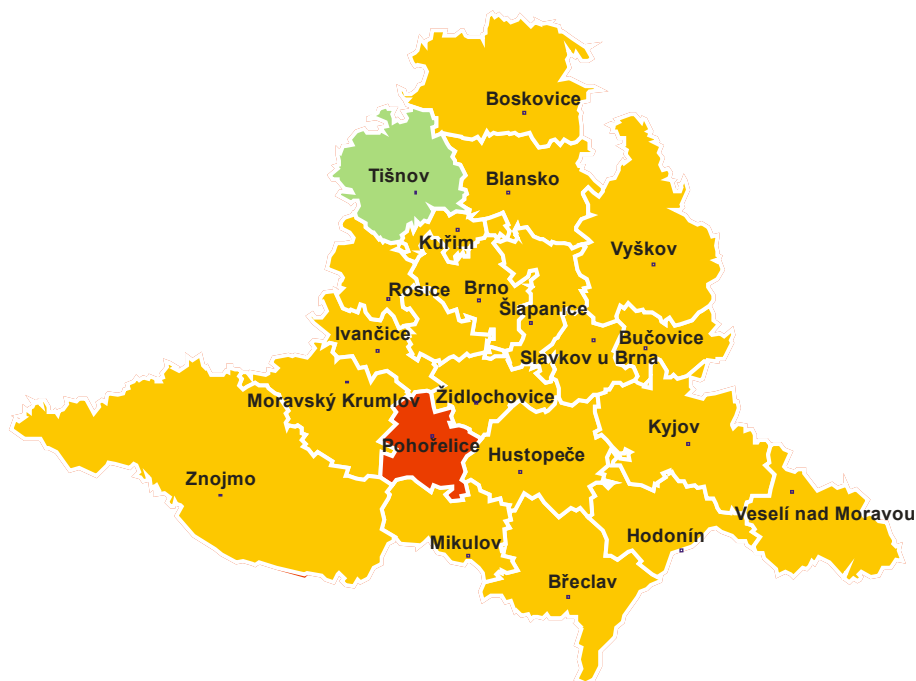 Boskovice
Tišnov
Blansko
Kuřim
Vyškov
Rosice
Brno
Šlapanice
Ivančice
Bučovice
Slavkov u Brna
Židlochovice
Moravský Krumlov
Kyjov
Pohořelice
Hustopeče
Znojmo
Veselí nad Moravou
Mikulov
Hodonín
Břeclav